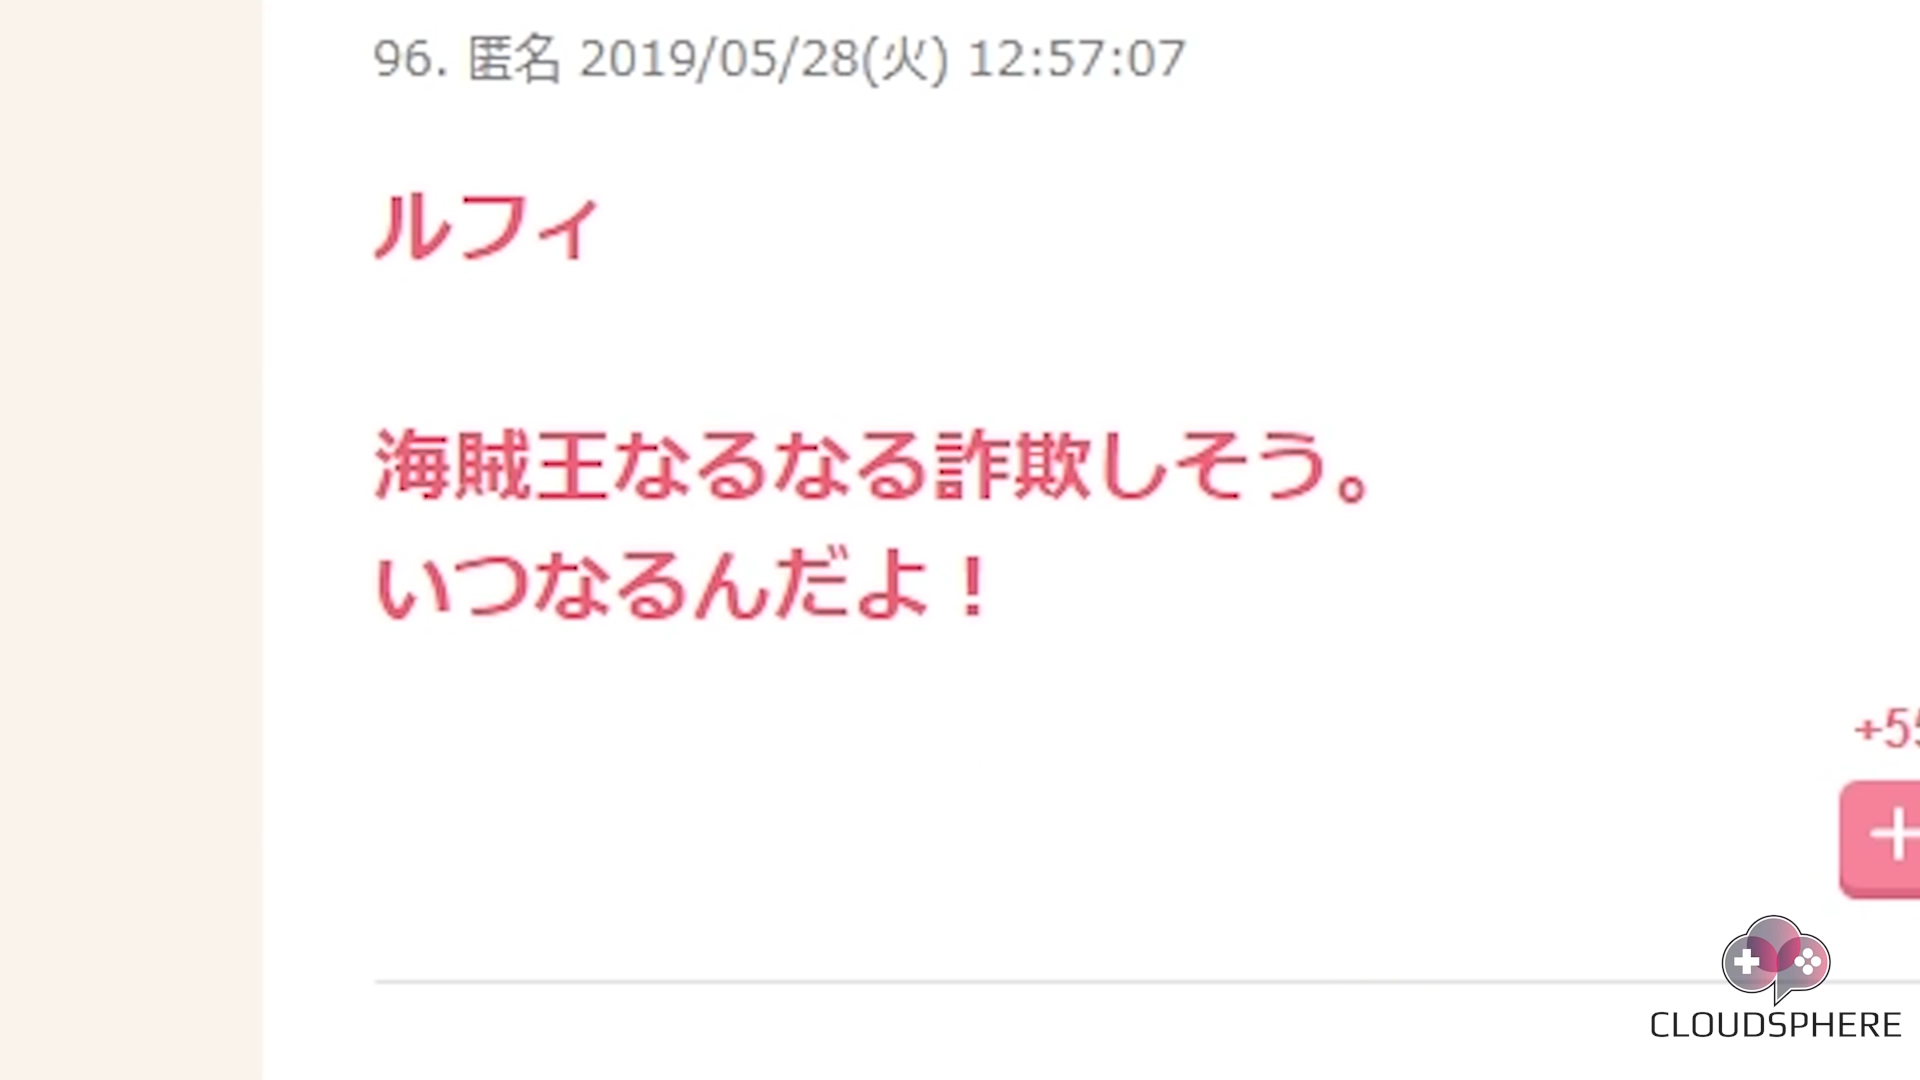 96. 匿名 2019/05/28(火) 12:57:07
ルフィ
海賊王なるなる詐欺しそう。
いつなるんだよ！
+55
+
CLOUDSPHERE